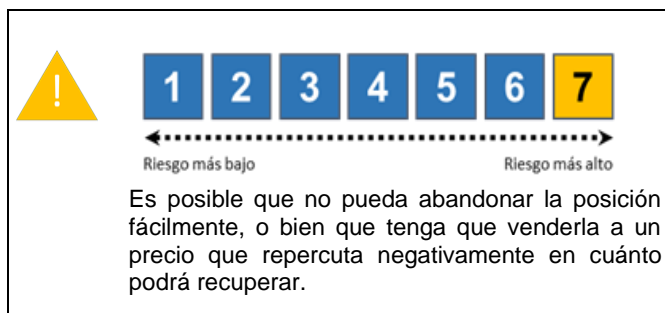 !
1 2 3 4 5 6 7
Riesgo más bajo Riesgo más alto
Es posible que no pueda abandonar la posición
fácilmente, o bien que tenga que venderla a un
precio que repercuta negativamente en cuánto
podrá recuperar.